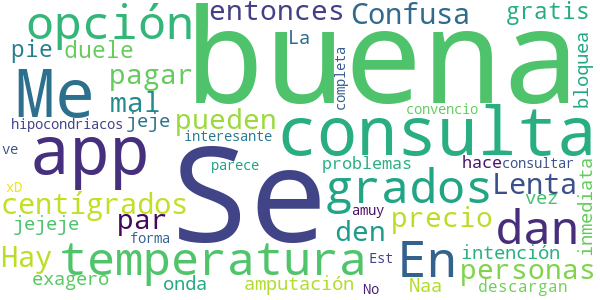 opción
entonces
Confusa
gratis
buena
La
pie
duele
completa
bloquea
Me
mal
pagar
hipocondriacos
jeje
pueden
convencio
interesante
consulta
app
Se
ve
parece
problemas
hace
consultar
inmediata
xD
centígrados
grados
Lenta
vez
jejeje
par
amuy
precio
dan
forma
den
Hay
temperatura
En
intención
personas
exagero
onda
amputación
Est
No
Naa
descargan